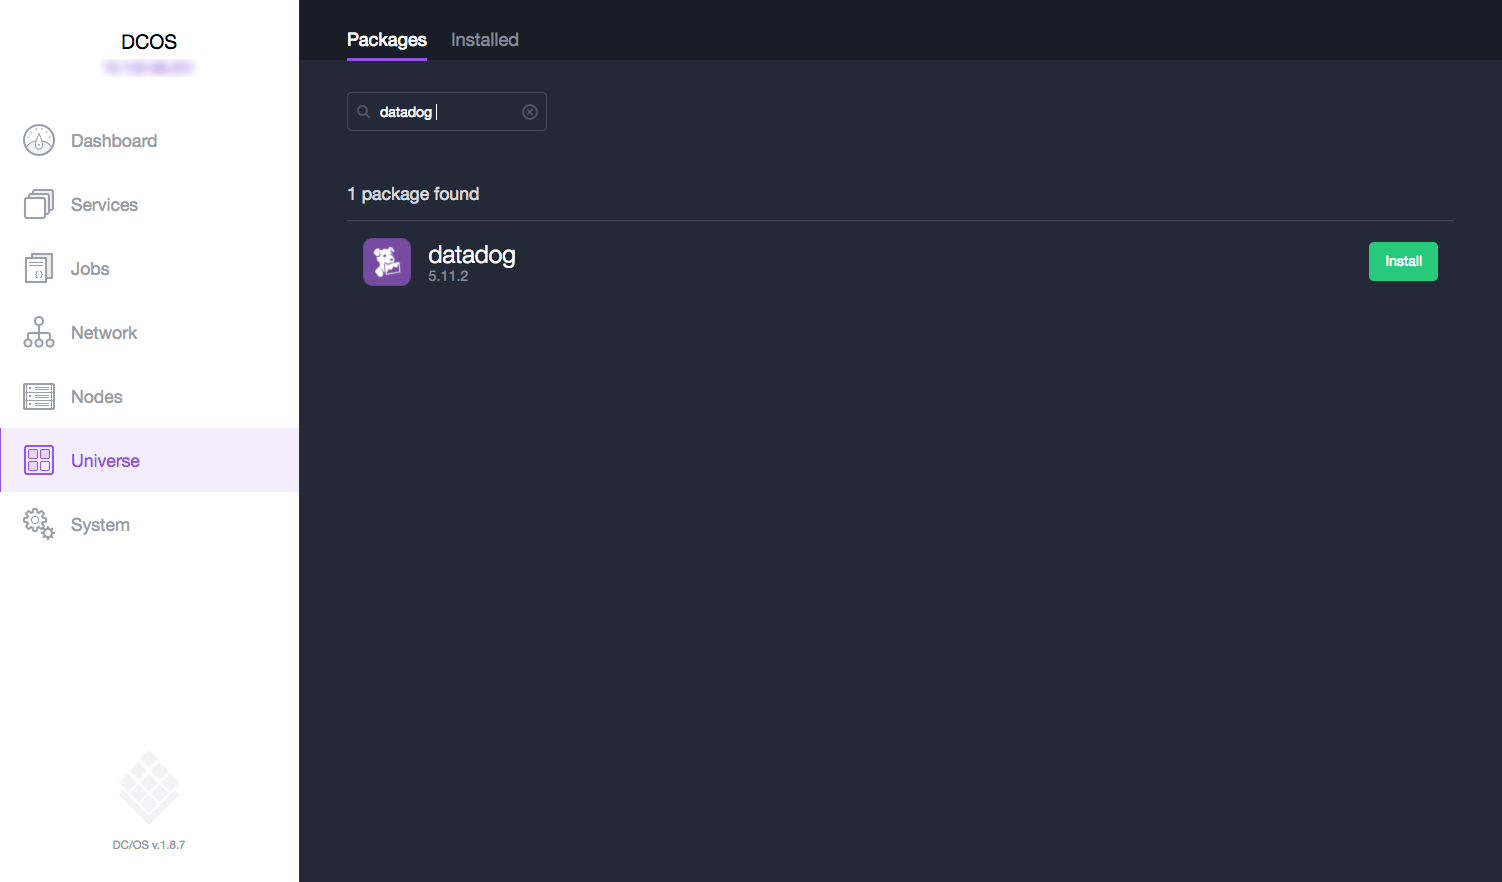 DCOS
Dashboard
Services
Jobs
Network
Nodes
Universe
System
DC/OS v.1.8.7
Packages
Installed
datadog
1 package found
datadog
5.11.2
Install